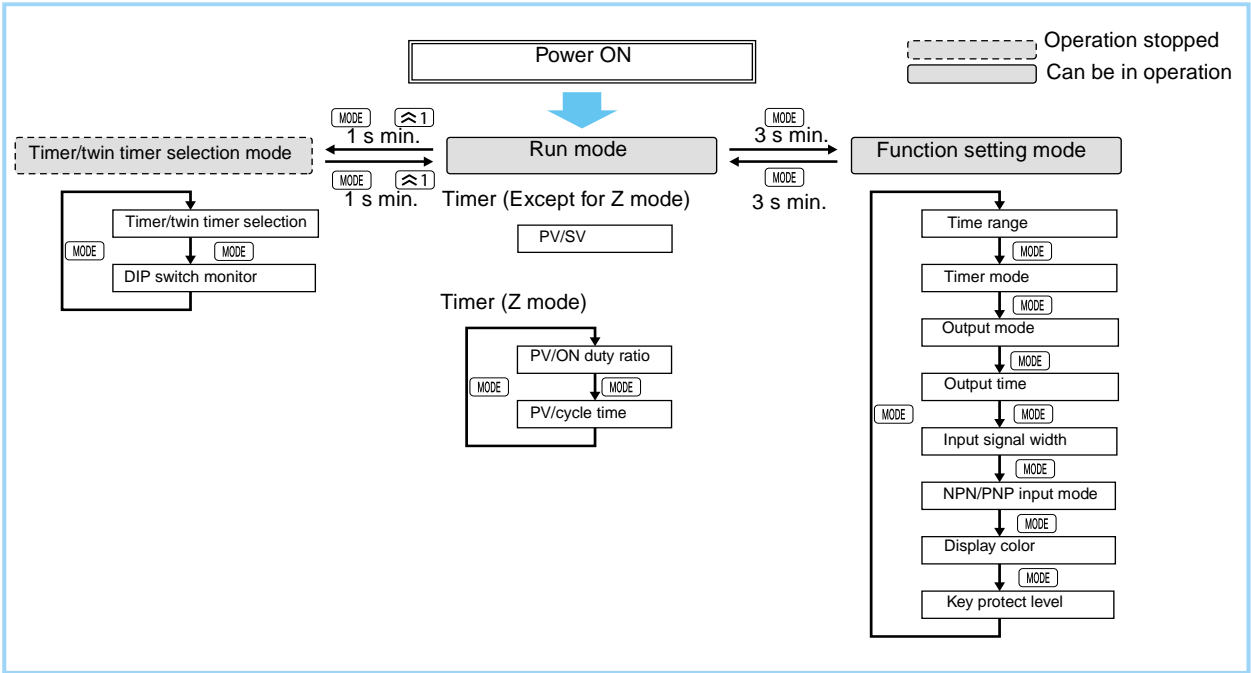 Power ON
Operation stopped
Can be in operation
MODE 1
1 s min.
MODE
3 s min.
Timer/twin timer selection mode
Run mode
Function setting mode
MODE 1
1 s min.
MODE
3 s min.
Timer (Except for Z mode)
PV/SV
Timer/twin timer selection
MODE
MODE
DIP switch monitor
Timer (Z mode)
PV/ON duty ratio
MODE
MODE
PV/cycle time
Time range
MODE
Timer mode
MODE
Output mode
MODE
Output time
MODE
MODE
Input signal width
MODE
NPN/PNP input mode
MODE
Display color
MODE
Key protect level